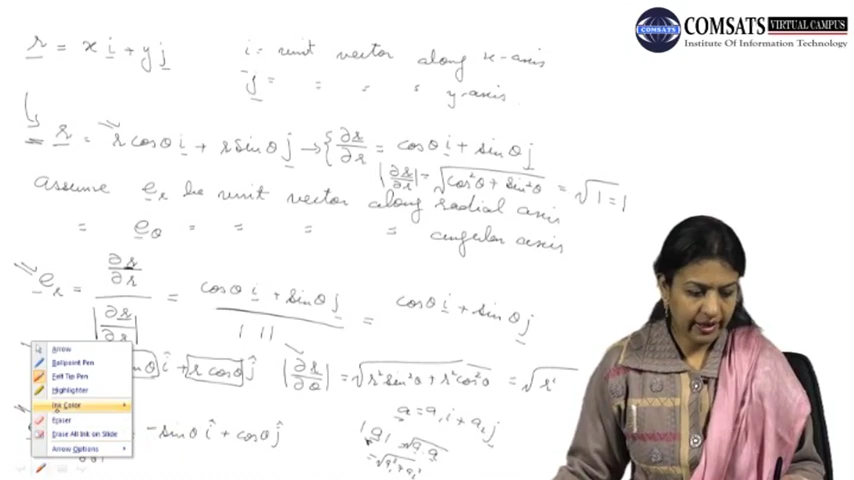 COMSATS VIRTUAL CAMPUS
Institute Of Information Technology
r = x i + y j   i = unit vector along x-axis
j = " " " y-axis.
= r = r cosθ i + r sinθ j → { ∂r/∂r = cosθ i + sinθ j
|∂r/∂r| = √cos²θ + sin²θ = √1 = 1
Assume e_r be unit vector along radial axis
= e_θ = = = = angular axis
e_r = ∂r/∂r / |∂r/∂r| = cosθ i + sinθ j / |1| = cosθ i + sinθ j
î + r cosθ ĵ |∂r/∂θ| = √r² sin²θ + r² cos²θ = √r²
-sinθ î + cosθ ĵ
a = a₁ i + a₂ j
|a| = √a . a
= √a₁² + a₂²
Arrow
Ballpoint Pen
Felt Tip Pen
Highlighter
Ink Color
Eraser
Erase All Ink on Slide
Arrow Options